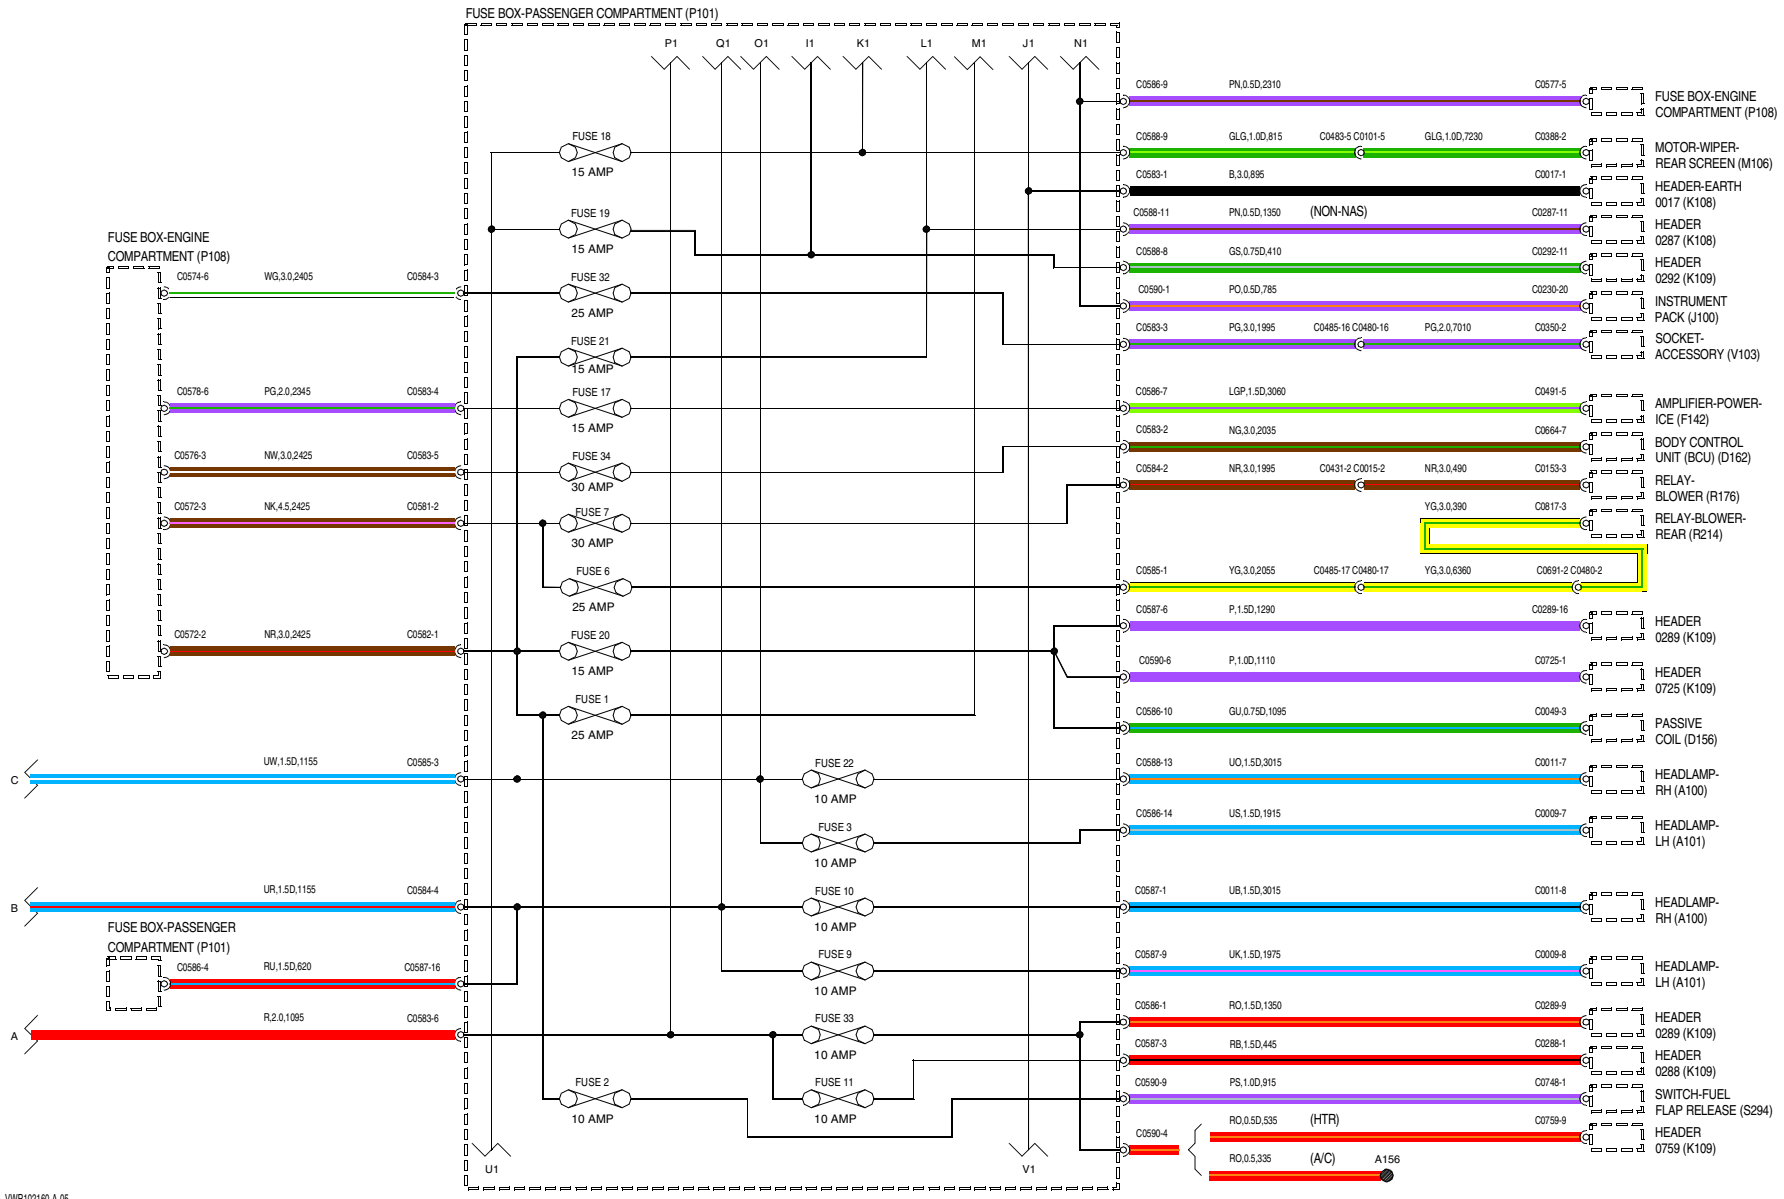 FUSE BOX-PASSENGER COMPARTMENT (P101)
P1 Q1 O1 I1 K1 L1 M1 J1 N1
C0586-9 PN,0.5D,2310 C0577-5
FUSE BOX-ENGINE
COMPARTMENT (P108)
FUSE 18
15 AMP
C0588-9 GLG,1.0D,815 C0483-5 C0101-5 GLG,1.0D,7230 C0388-2
MOTOR-WIPER-
REAR SCREEN (M106)
C0583-1 B,3.0,895 C0017-1
HEADER-EARTH
0017 (K108)
FUSE 19
15 AMP
C0588-11 PN,0.5D,1350 (NON-NAS) C0287-11
HEADER
0287 (K108)
C0588-8 GS,0.75D,410 C0292-11
HEADER
0292 (K109)
FUSE BOX-ENGINE
COMPARTMENT (P108)
C0574-6 WG,3.0,2405 C0584-3
FUSE 32
25 AMP
C0590-1 PO,0.5D,785 C0230-20
INSTRUMENT
PACK (J100)
C0583-3 PG,3.0,1995 C0485-16 C0480-16 PG,2.0,7010 C0350-2
SOCKET-
ACCESSORY (V103)
FUSE 21
15 AMP
C0578-6 PG,2.0,2345 C0583-4
FUSE 17
15 AMP
C0586-7 LGP,1.5D,3060 C0491-5
AMPLIFIER-POWER-
ICE (F142)
C0583-2 NG,3.0,2035 C0664-7
BODY CONTROL
UNIT (BCU) (D162)
C0576-3 NW,3.0,2425 C0583-5
FUSE 34
30 AMP
C0584-2 NR,3.0,1995 C0431-2 C0015-2 NR,3.0,490 C0153-3
RELAY-
BLOWER (R176)
C0572-3 NK,4.5,2425 C0581-2
FUSE 7
30 AMP
YG,3.0,390 C0817-3
RELAY-BLOWER-
REAR (R214)
FUSE 6
25 AMP
C0585-1 YG,3.0,2055 C0485-17 C0480-17 YG,3.0,6360 C0691-2 C0480-2
C0587-6 P,1.5D,1290 C0289-16
HEADER
0289 (K109)
C0572-2 NR,3.0,2425 C0582-1
FUSE 20
15 AMP
C0590-6 P,1.0D,1110 C0725-1
HEADER
0725 (K109)
FUSE 1
25 AMP
C0586-10 GU,0.75D,1095 C0049-3
PASSIVE
COIL (D156)
C UW,1.5D,1155 C0585-3
FUSE 22
10 AMP
C0588-13 UO,1.5D,3015 C0011-7
HEADLAMP-
RH (A100)
FUSE 3
10 AMP
C0586-14 US,1.5D,1915 C0009-7
HEADLAMP-
LH (A101)
B UR,1.5D,1155 C0584-4
FUSE 10
10 AMP
C0587-1 UB,1.5D,3015 C0011-8
HEADLAMP-
RH (A100)
FUSE BOX-PASSENGER
COMPARTMENT (P101)
C0586-4 RU,1.5D,620 C0587-16
FUSE 9
10 AMP
C0587-9 UK,1.5D,1975 C0009-8
HEADLAMP-
LH (A101)
A R,2.0,1095 C0583-6
FUSE 33
10 AMP
C0586-1 RO,1.5D,1350 C0289-9
HEADER
0289 (K109)
C0587-3 RB,1.5D,445 C0288-1
HEADER
0288 (K109)
FUSE 2
10 AMP
FUSE 11
10 AMP
C0590-9 PS,1.0D,915 C0748-1
SWITCH-FUEL
FLAP RELEASE (S294)
C0590-4 RO,0.5D,535 (HTR) C0759-9
HEADER
0759 (K109)
RO,0.5,335 (A/C) A156
U1 V1